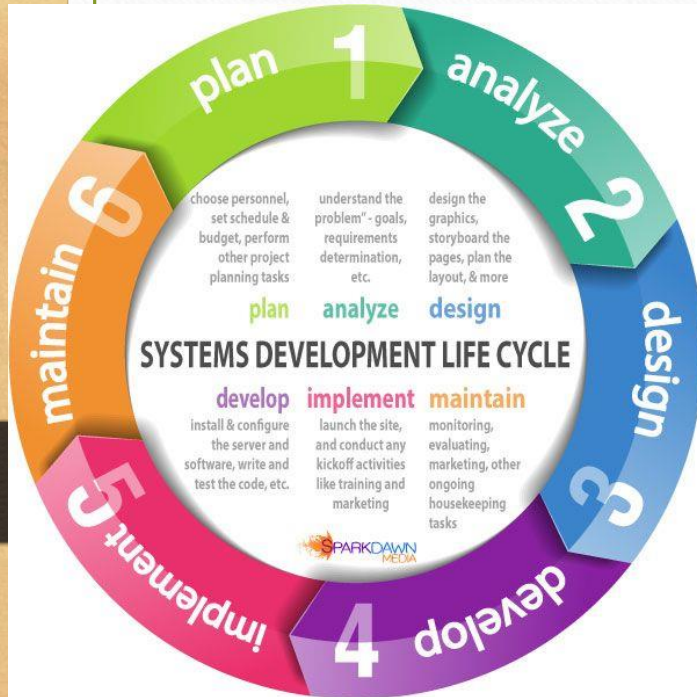 plan 1
analyze 2
design 3
develop 4
implement 5
maintain 6
choose personnel,
set schedule &
budget, perform
other project
planning tasks
plan
understand the
problem" - goals,
requirements
determination,
etc.
analyze
design the
graphics,
storyboard the
pages, plan the
layout, & more
design
SYSTEMS DEVELOPMENT LIFE CYCLE
develop
install & configure
the server and
software, write and
test the code, etc.
implement
launch the site,
and conduct any
kickoff activities
like training and
marketing
maintain
monitoring,
evaluating,
marketing, other
ongoing
housekeeping
tasks
SPARKDAWN
MEDIA